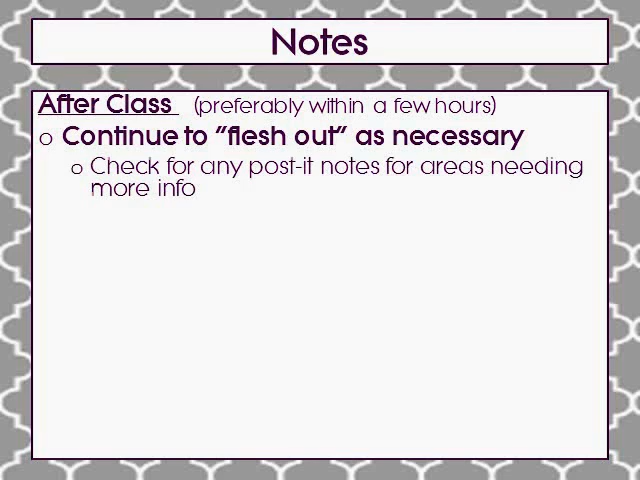 Notes
After Class (preferably within a few hours)
o Continue to "flesh out" as necessary
o Check for any post-it notes for areas needing
more info